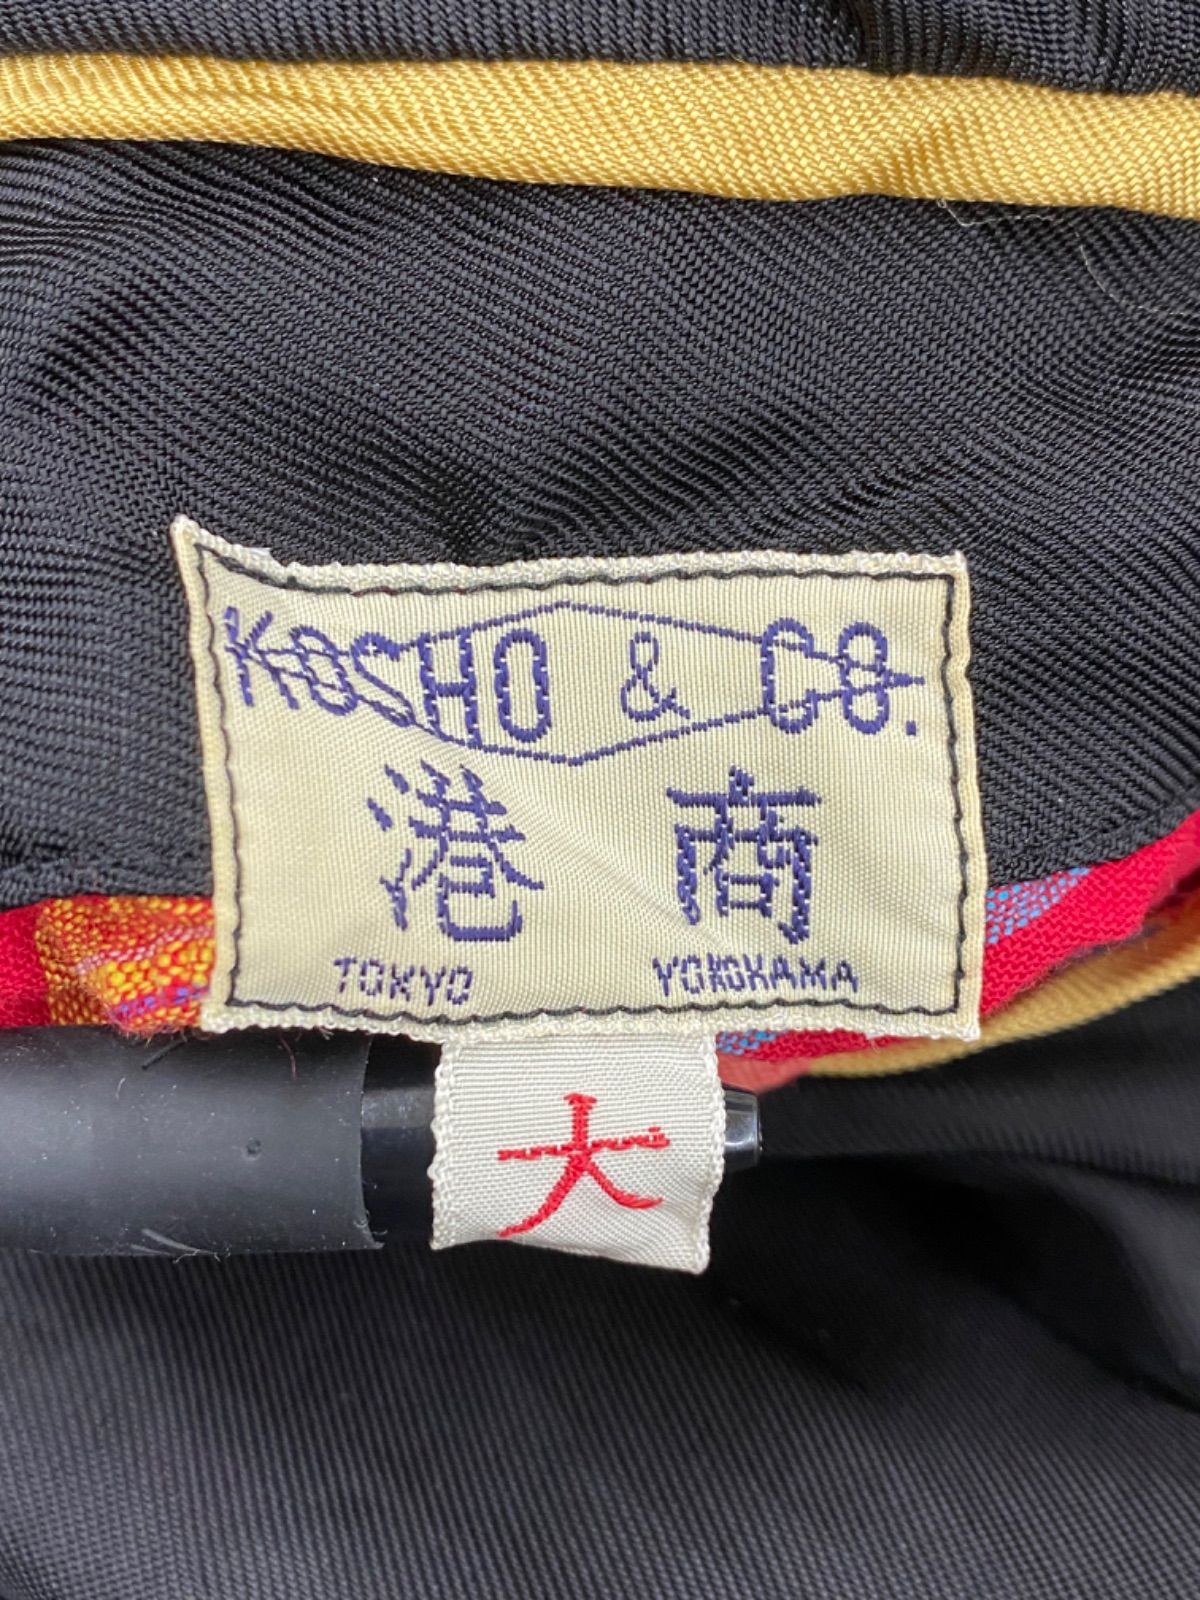 KOSHO & CO.
港 商
TOKYO YOKOHAMA
大